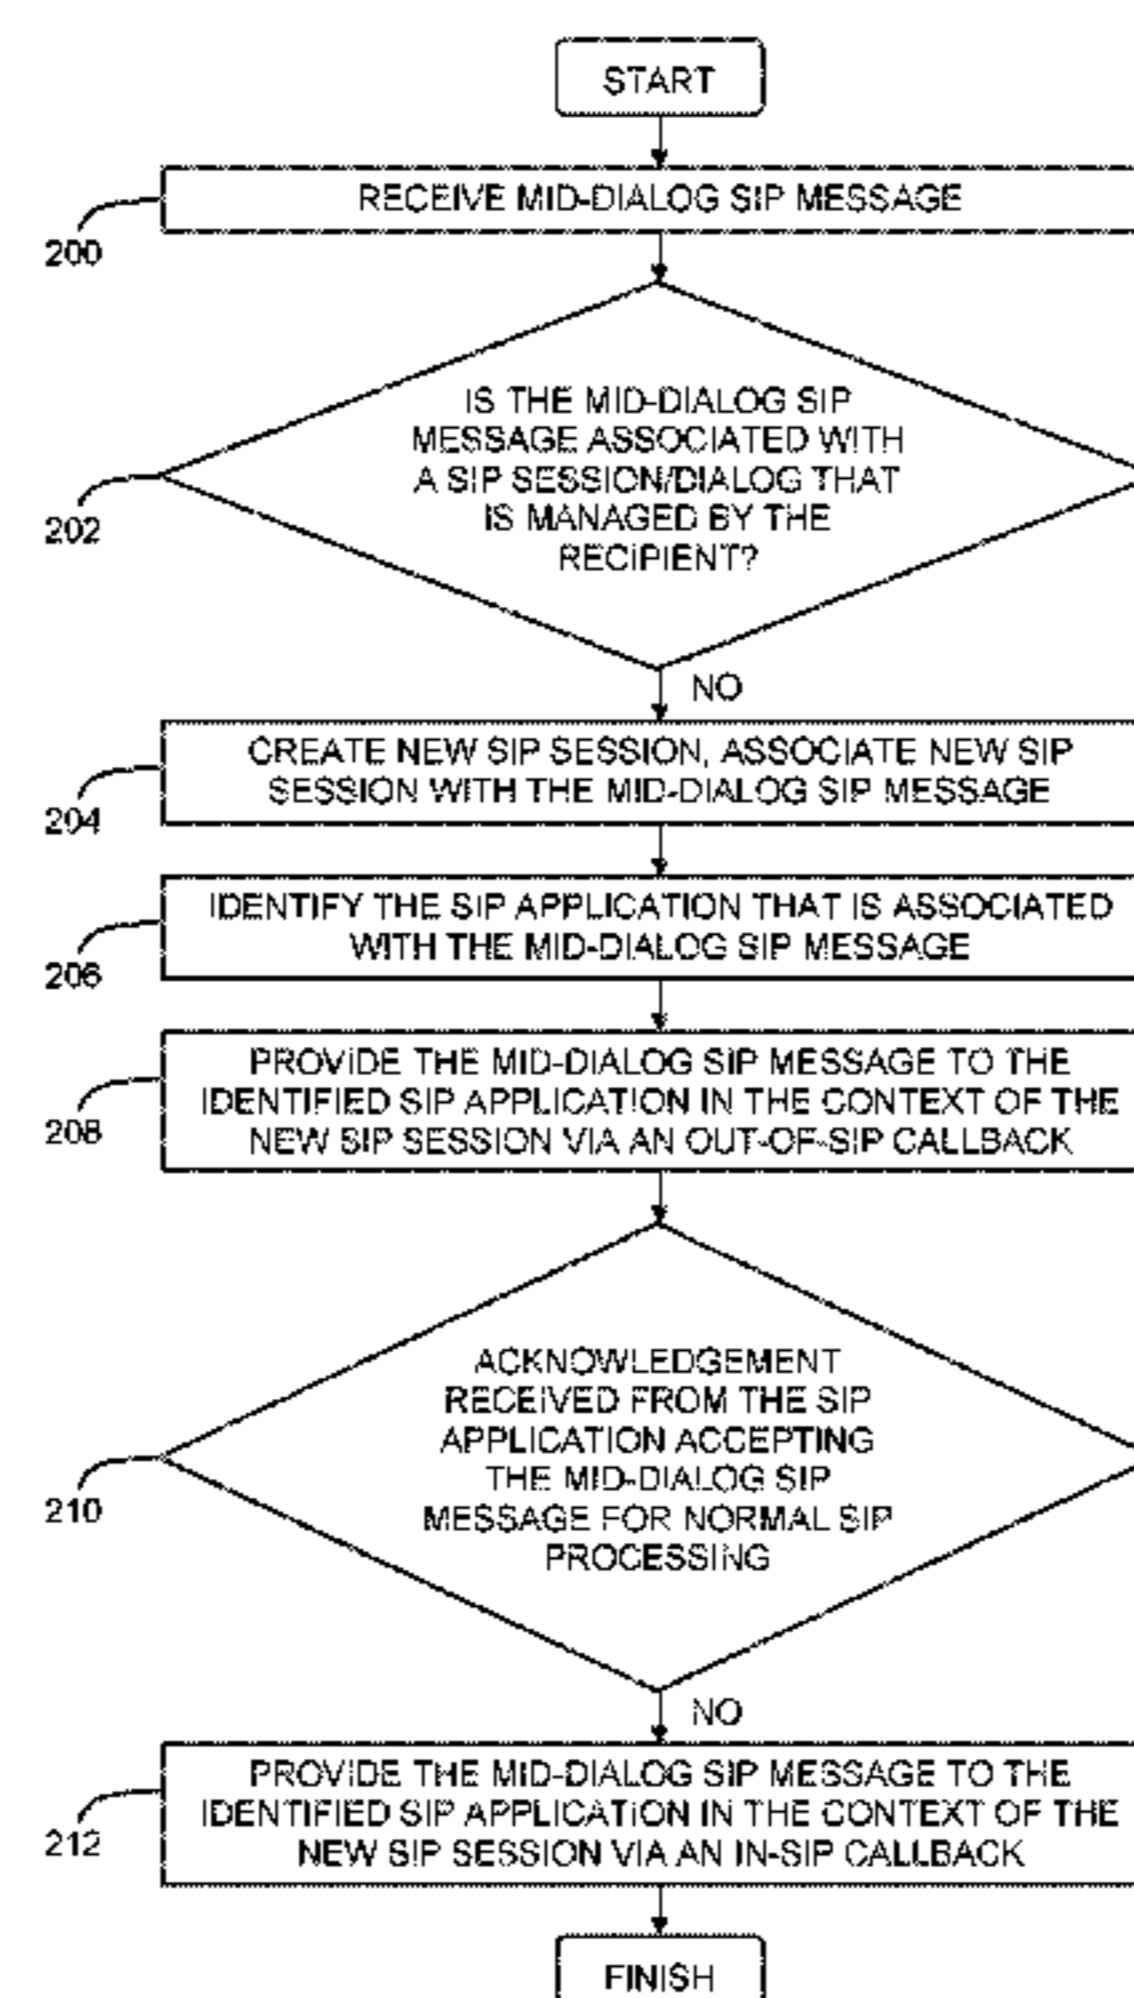 START
RECEIVE MID-DIALOG SIP MESSAGE
200
IS THE MID-DIALOG SIP
MESSAGE ASSOCIATED WITH
A SIP SESSION/DIALOG THAT
IS MANAGED BY THE
RECIPIENT?
202
NO
CREATE NEW SIP SESSION, ASSOCIATE NEW SIP
SESSION WITH THE MID-DIALOG SIP MESSAGE
204
IDENTIFY THE SIP APPLICATION THAT IS ASSOCIATED
WITH THE MID-DIALOG SIP MESSAGE
206
PROVIDE THE MID-DIALOG SIP MESSAGE TO THE
IDENTIFIED SIP APPLICATION IN THE CONTEXT OF THE
NEW SIP SESSION VIA AN OUT-OF-SIP CALLBACK
208
ACKNOWLEDGEMENT
RECEIVED FROM THE SIP
APPLICATION ACCEPTING
THE MID-DIALOG SIP
MESSAGE FOR NORMAL SIP
PROCESSING
210
NO
PROVIDE THE MID-DIALOG SIP MESSAGE TO THE
IDENTIFIED SIP APPLICATION IN THE CONTEXT OF THE
NEW SIP SESSION VIA AN IN-SIP CALLBACK
212
FINISH